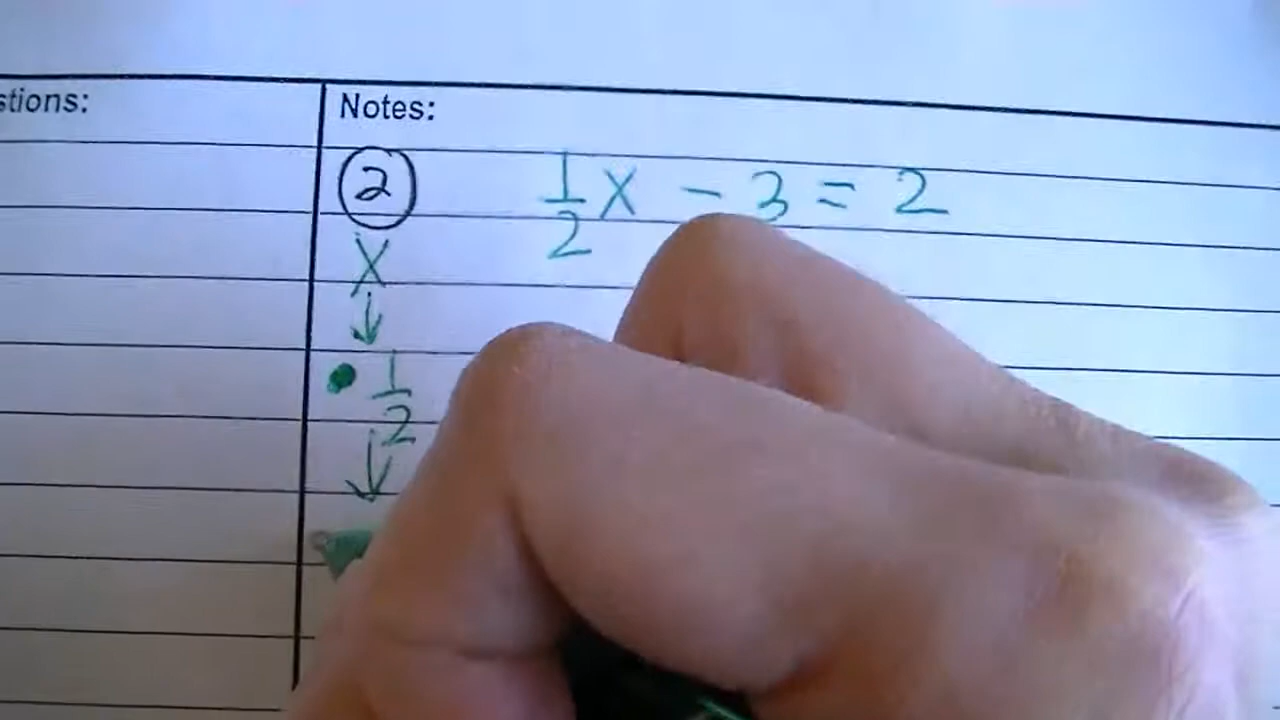 stions: Notes:
2 1/2 x - 3 = 2
X
↓
• 1/2
↓